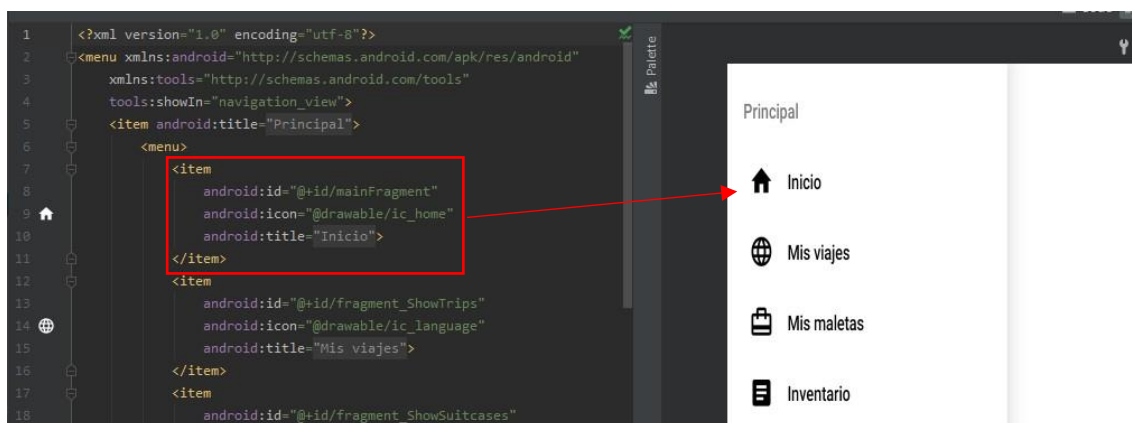 1 <?xml version="1.0" encoding="utf-8"?>
2 <menu xmlns:android="http://schemas.android.com/apk/res/android"
3 xmlns:tools="http://schemas.android.com/tools"
4 tools:showIn="navigation_view">
5 <item android:title="Principal">
6 <menu>
7 <item
8 android:id="@+id/mainFragment"
9 android:icon="@drawable/ic_home"
10 android:title="Inicio">
11 </item>
12 <item
13 android:id="@+id/fragment_ShowTrips"
14 android:icon="@drawable/ic_language"
15 android:title="Mis viajes">
16 </item>
17 <item
18 android:id="@+id/fragment_ShowSuitcases"
Palette
Principal
Inicio
Mis viajes
Mis maletas
Inventario